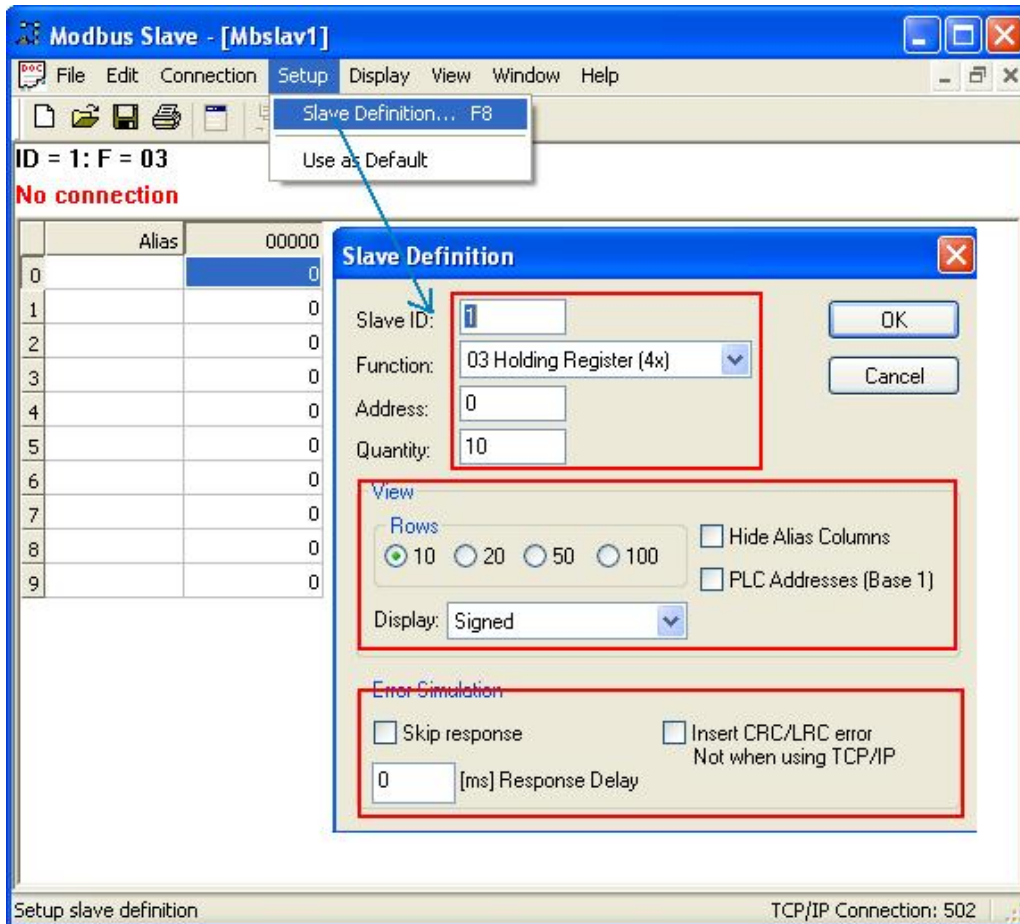 Modbus Slave - [Mbslav1]
File Edit Connection Setup Display View Window Help
Slave Definition... F8
Use as Default
ID = 1: F = 03
No connection
Alias 00000
0 0
1 0
2 0
3 0
4 0
5 0
6 0
7 0
8 0
9 0
Slave Definition
Slave ID: 1
OK
Function: 03 Holding Register (4x)
Cancel
Address: 0
Quantity: 10
View
Rows
10 20 50 100
Hide Alias Columns
PLC Addresses (Base 1)
Display: Signed
Error Simulation
Skip response
Insert CRC/LRC error
Not when using TCP/IP
0 [ms] Response Delay
Setup slave definition
TCP/IP Connection: 502